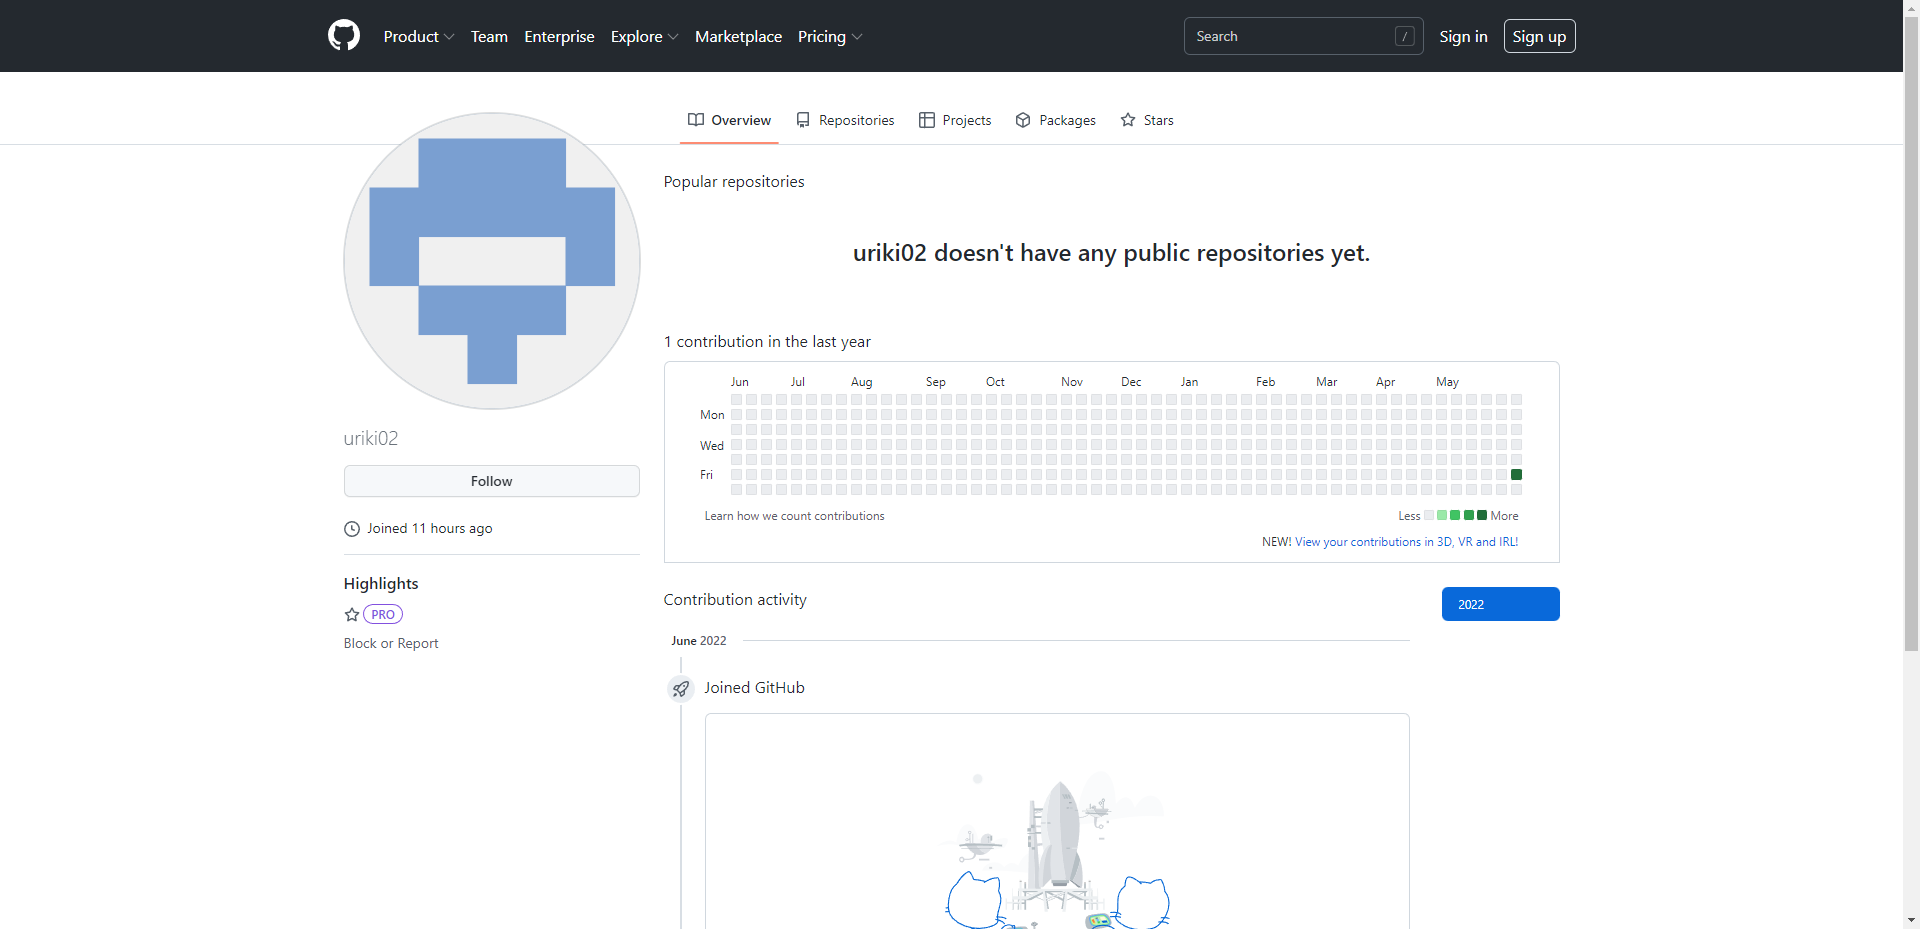 Product Team Enterprise Explore Marketplace Pricing Search / Sign in Sign up
Overview Repositories Projects Packages Stars
Popular repositories
uriki02 doesn't have any public repositories yet.
1 contribution in the last year
Jun Jul Aug Sep Oct Nov Dec Jan Feb Mar Apr May
Mon
Wed
Fri
Learn how we count contributions Less More
NEW! View your contributions in 3D, VR and IRL!
uriki02
Follow
Joined 11 hours ago
Highlights
PRO
Block or Report
Contribution activity 2022
June 2022
Joined GitHub